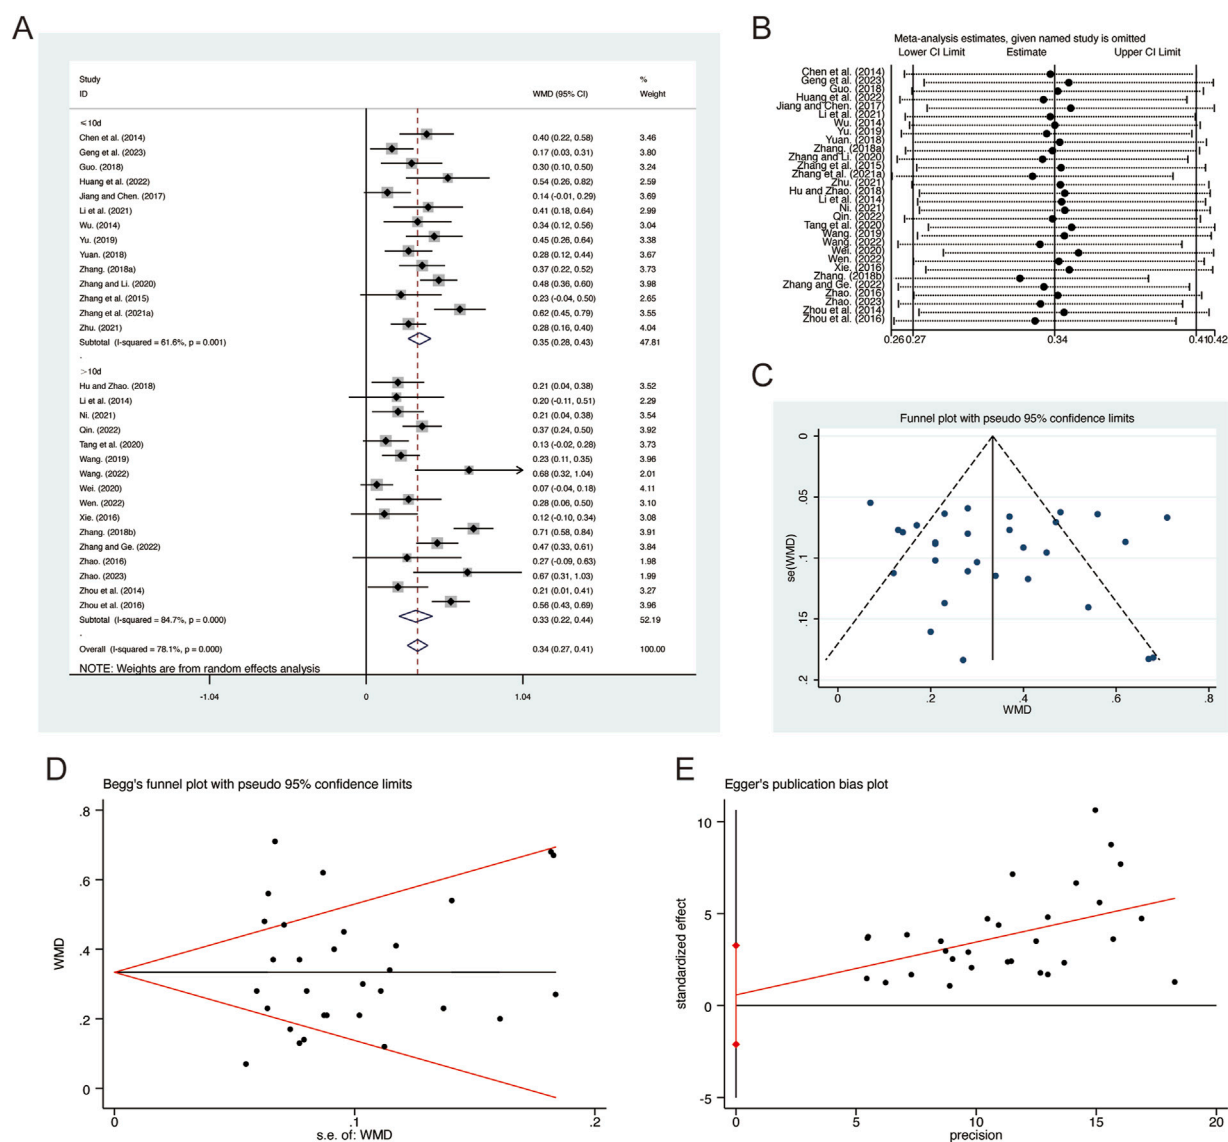 A
Study %
ID WMD (95% CI) Weight
≤10d
Chen et al. (2014) 0.40 (0.22, 0.58) 3.46
Geng et al. (2023) 0.17 (0.03, 0.31) 3.80
Guo. (2018) 0.30 (0.10, 0.50) 3.24
Huang et al. (2022) 0.54 (0.26, 0.82) 2.59
Jiang and Chen. (2017) 0.14 (-0.01, 0.29) 3.69
Li et al. (2021) 0.41 (0.18, 0.64) 2.99
Wu. (2014) 0.34 (0.12, 0.56) 3.04
Yu. (2019) 0.45 (0.26, 0.64) 3.38
Yuan. (2018) 0.28 (0.12, 0.44) 3.67
Zhang. (2018a) 0.37 (0.22, 0.52) 3.73
Zhang and Li. (2020) 0.48 (0.36, 0.60) 3.98
Zhang et al. (2015) 0.23 (-0.04, 0.50) 2.65
Zhang et al. (2021a) 0.62 (0.45, 0.79) 3.55
Zhu. (2021) 0.28 (0.16, 0.40) 4.04
Subtotal (I-squared = 61.6%, p = 0.001) 0.35 (0.28, 0.43) 47.81
.
>10d
Hu and Zhao. (2018) 0.21 (0.04, 0.38) 3.52
Li et al. (2014) 0.20 (-0.11, 0.51) 2.29
Ni. (2021) 0.21 (0.04, 0.38) 3.54
Qin. (2022) 0.37 (0.24, 0.50) 3.92
Tang et al. (2020) 0.13 (-0.02, 0.28) 3.73
Wang. (2019) 0.23 (0.11, 0.35) 3.96
Wang. (2022) 0.68 (0.32, 1.04) 2.01
Wei. (2020) 0.07 (-0.04, 0.18) 4.11
Wen. (2022) 0.28 (0.06, 0.50) 3.10
Xie. (2016) 0.12 (-0.10, 0.34) 3.08
Zhang. (2018b) 0.71 (0.58, 0.84) 3.91
Zhang and Ge. (2022) 0.47 (0.33, 0.61) 3.84
Zhao. (2016) 0.27 (-0.09, 0.63) 1.98
Zhao. (2023) 0.67 (0.31, 1.03) 1.99
Zhou et al. (2014) 0.21 (0.01, 0.41) 3.27
Zhou et al. (2016) 0.56 (0.43, 0.69) 3.96
Subtotal (I-squared = 84.7%, p = 0.000) 0.33 (0.22, 0.44) 52.19
.
Overall (I-squared = 78.1%, p = 0.000) 0.34 (0.27, 0.41) 100.00
NOTE: Weights are from random effects analysis
-1.04 0 1.04
B
Meta-analysis estimates, given named study is omitted
Lower CI Limit Estimate Upper CI Limit
Chen et al. (2014)
Geng et al. (2023)
Guo. (2018)
Huang et al. (2022)
Jiang and Chen. (2017)
Li et al. (2021)
Wu. (2014)
Yu. (2019)
Yuan. (2018)
Zhang. (2018a)
Zhang and Li. (2020)
Zhang et al. (2015)
Zhang et al. (2021a)
Zhu. (2021)
Hu and Zhao. (2018)
Li et al. (2014)
Ni. (2021)
Qin. (2022)
Tang et al. (2020)
Wang. (2019)
Wang. (2022)
Wei. (2020)
Wen. (2022)
Xie. (2016)
Zhang. (2018b)
Zhang and Ge. (2022)
Zhao. (2016)
Zhao. (2023)
Zhou et al. (2014)
Zhou et al. (2016)
0.26 0.27 0.34 0.41 0.42
C
Funnel plot with pseudo 95% confidence limits
se(WMD)
0
.05
.1
.15
.2
0 .2 .4 .6 .8
WMD
D
Begg's funnel plot with pseudo 95% confidence limits
WMD
.8
.6
.4
.2
0
0 .1 .2
s.e. of: WMD
E
Egger's publication bias plot
standardized effect
10
5
0
-5
0 5 10 15 20
precision